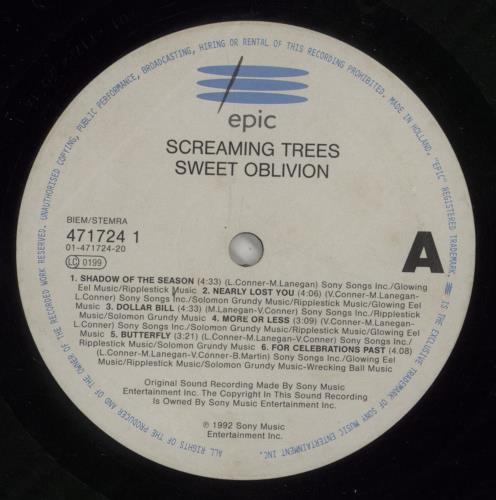 UNAUTHORISED COPYING, PUBLIC PERFORMANCE, BROADCASTING, HIRING OR RENTAL OF THIS RECORDING PROHIBITED. MADE IN HOLLAND. "EPIC" REGISTERED TRADEMARK. IS THE EXCLUSIVE TRADEMARK OF SONY MUSIC ENTERTAINMENT INC.
ALL RIGHTS OF THE PRODUCER AND OF THE OWNER OF THE RECORDED WORK RESERVED.
epic
SCREAMING TREES
SWEET OBLIVION
BIEM/STEMRA
471724 1
01-471724-20
LC 0199
A
1. SHADOW OF THE SEASON (4:33) (L.Conner-M.Lanegan) Sony Songs Inc./Glowing
Eel Music/Ripplestick Music 2. NEARLY LOST YOU (4:06) (V.Conner-M.Lanegan-
L.Conner) Sony Songs Inc./Solomon Grundy Music/Ripplestick Music/Glowing Eel
Music 3. DOLLAR BILL (4:33) (M.Lanegan-V.Conner) Sony Songs Inc./Ripplestick
Music/Solomon Grundy Music 4. MORE OR LESS (3:09) (V.Conner-M.Lanegan-
L.Conner) Sony Songs Inc./Solomon Grundy Music/Ripplestick Music/Glowing Eel
Music 5. BUTTERFLY (3:21) (L.Conner-M.Lanegan-V.Conner) Sony Songs Inc./
Ripplestick Music/Solomon Grundy Music 6. FOR CELEBRATIONS PAST (4.08)
(L.Conner-M.Lanegan-V.Conner-B.Martin) Sony Songs Inc./Glowing Eel
Music/Ripplestick Music/Solomon Grundy Music-Wrecking Ball Music
Original Sound Recording Made By Sony Music
Entertainment Inc. The Copyright In This Sound Recording
Is Owned By Sony Music Entertainment Inc.
℗ 1992 Sony Music
Entertainment Inc.